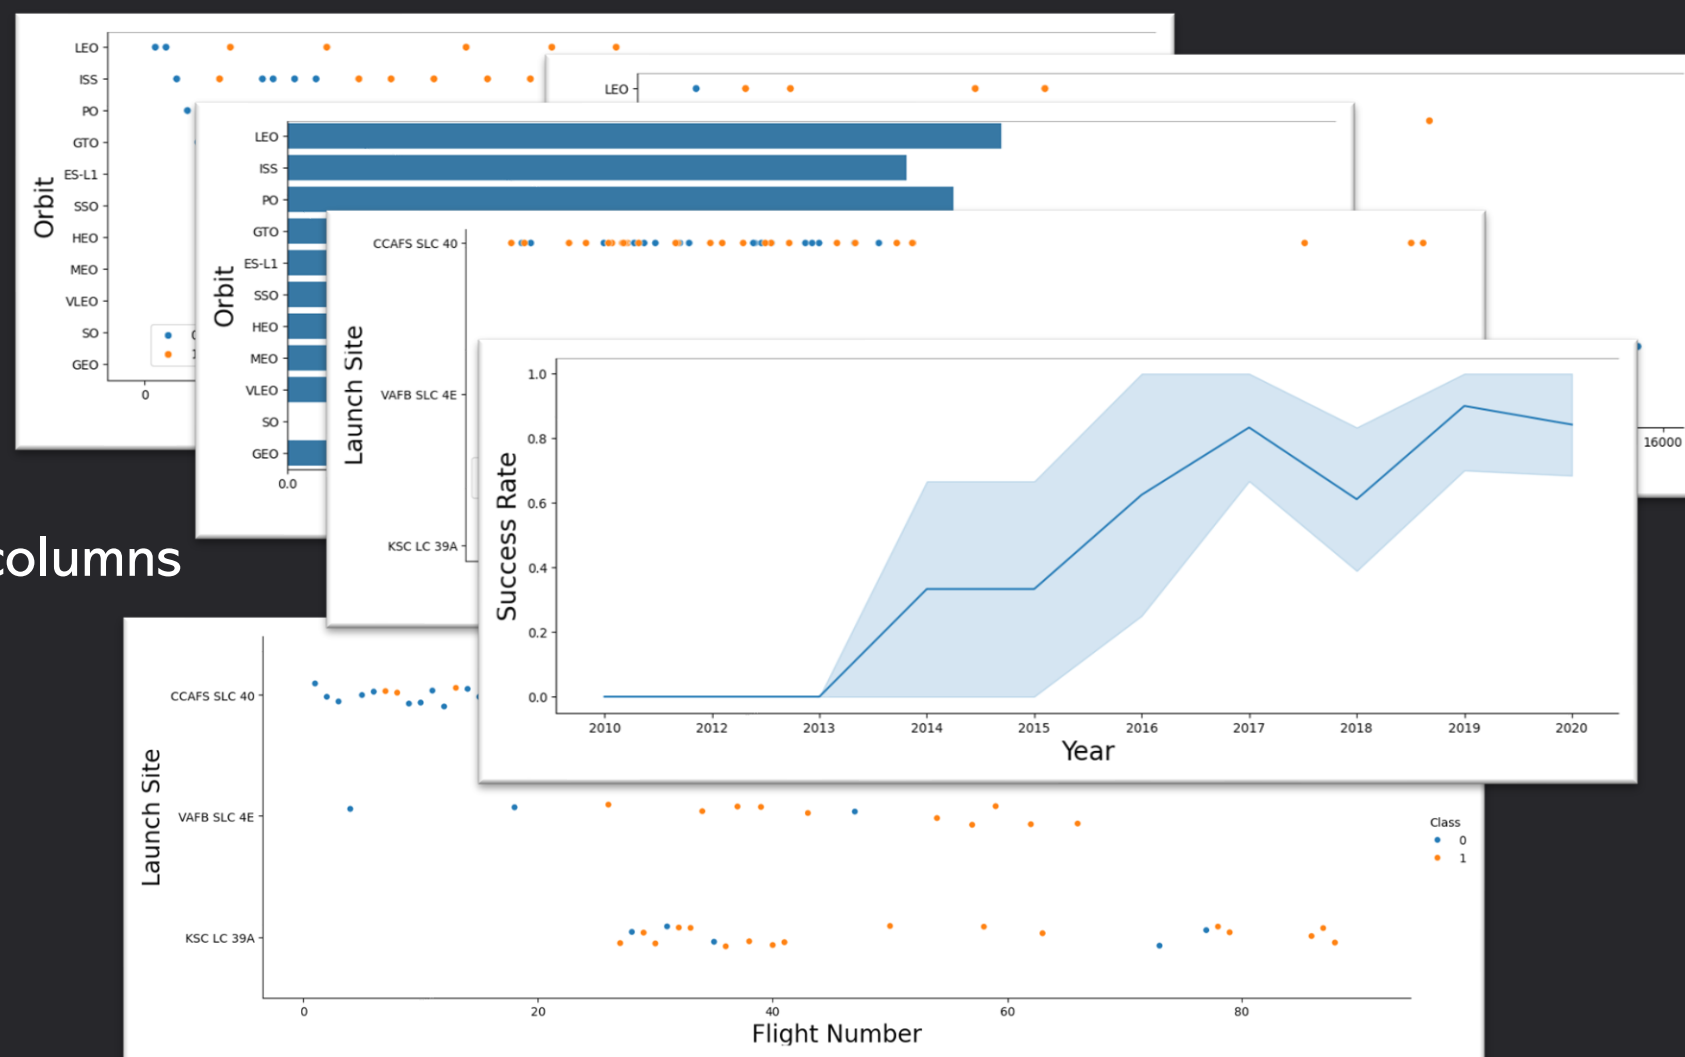 LEO
ISS
PO
GTO
ES-L1
SSO
HEO
MEO
VLEO
SO
GEO
Orbit
0
LEO
16000
LEO
ISS
PO
GTO
ES-L1
SSO
HEO
MEO
VLEO
SO
GEO
Orbit
0.0
CCAFS SLC 40
VAFB SLC 4E
KSC LC 39A
Launch Site
1.0
0.8
0.6
0.4
0.2
0.0
Success Rate
2010 2012 2013 2014 2015 2016 2017 2018 2019 2020
Year
columns
CCAFS SLC 40
VAFB SLC 4E
KSC LC 39A
Launch Site
0 20 40 60 80
Flight Number
Class
0
1